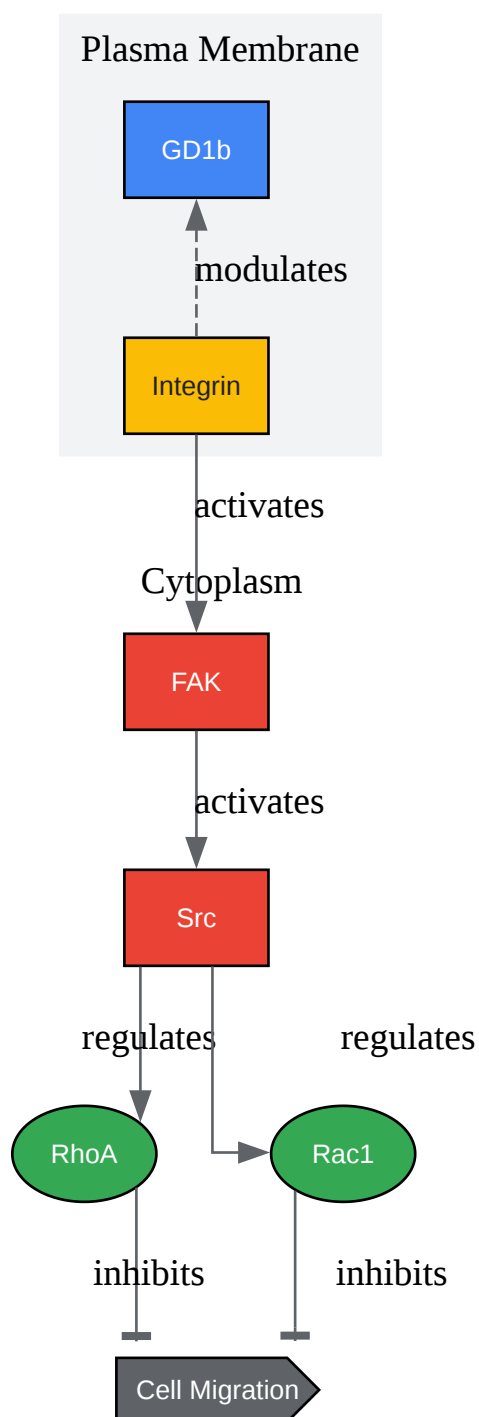 Plasma Membrane
GD1b
modulates
Integrin
activates
Cytoplasm
FAK
activates
Src
regulates
regulates
RhoA
Rac1
inhibits
inhibits
Cell Migration